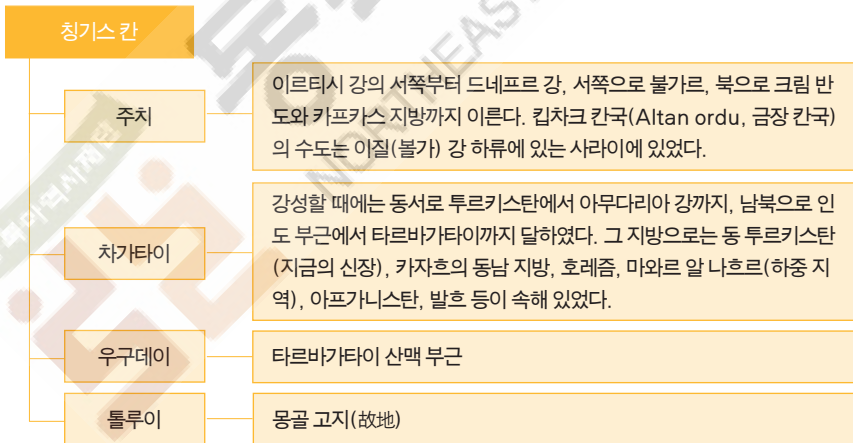 칭기스 칸
주치
이르티시 강의 서쪽부터 드네프르 강, 서쪽으로 불가르, 북으로 크림 반
도와 카프카스 지방까지 이른다. 킵차크 칸국(Altan ordu, 금장 칸국)
의 수도는 이질(볼가) 강 하류에 있는 사라이에 있었다.
차가타이
강성할 때에는 동서로 투르키스탄에서 아무다리아 강까지, 남북으로 인
도 부근에서 타르바가타이까지 달하였다. 그 지방으로는 동 투르키스탄
(지금의 신장), 카자흐의 동남 지방, 호레즘, 마와르 알 나흐르(하중 지
역), 아프가니스탄, 발흐 등이 속해 있었다.
우구데이
타르바가타이 산맥 부근
톨루이
몽골 고지(故地)